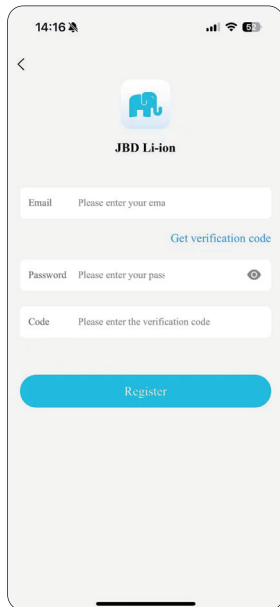 14:16
52
JBD Li-ion
Email Please enter your ema
Get verification code
Password Please enter your pass
Code Please enter the verification code
Register